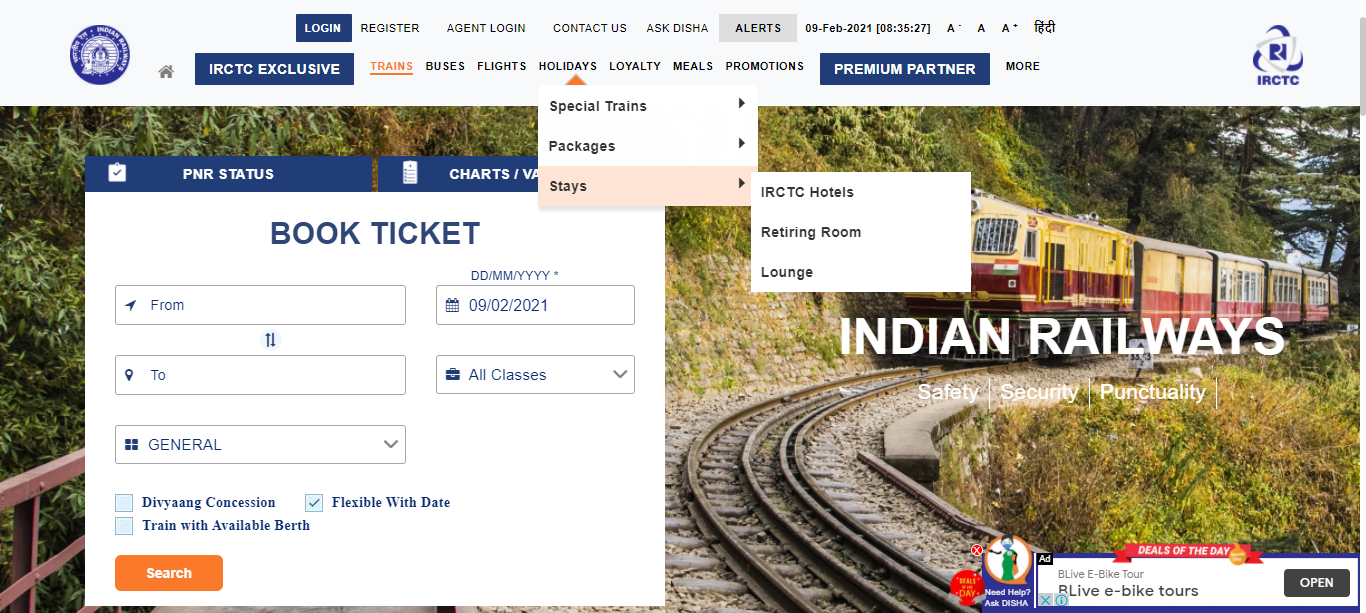 LOGIN REGISTER AGENT LOGIN CONTACT US ASK DISHA ALERTS 09-Feb-2021 [08:35:27] A- A A+ हिंदी
IRCTC EXCLUSIVE TRAINS BUSES FLIGHTS HOLIDAYS LOYALTY MEALS PROMOTIONS PREMIUM PARTNER MORE
INDIAN RAILWAYS
IRCTC
Special Trains
Packages
Stays
IRCTC Hotels
Retiring Room
Lounge
PNR STATUS CHARTS / VA
BOOK TICKET
DD/MM/YYYY *
From 09/02/2021
To All Classes
GENERAL
Divyaang Concession Flexible With Date
Train with Available Berth
Search
INDIAN RAILWAYS
Safety Security Punctuality
DEALS OF THE DAY
Ad
BLive E-Bike Tour
BLive e-bike tours
OPEN
DEALS
DAY
Need Help?
Ask DISHA